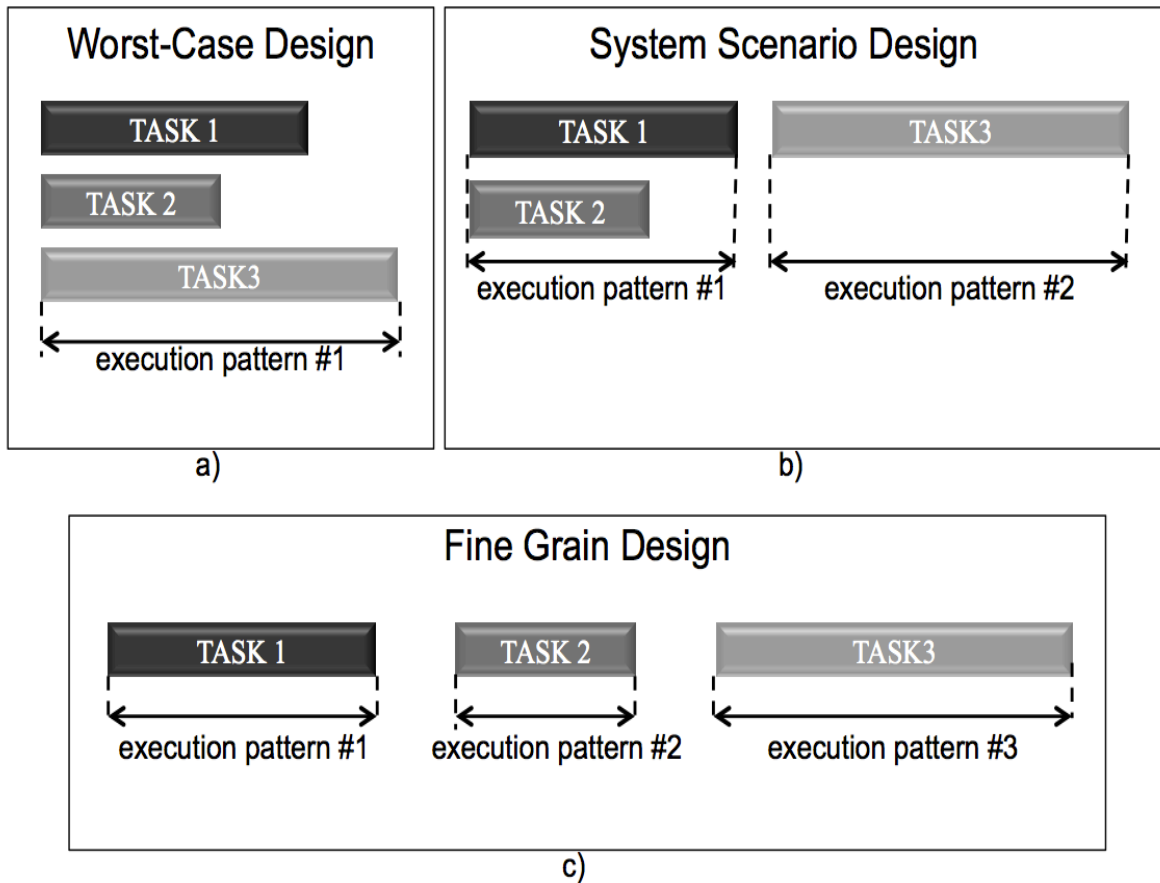 Worst-Case Design
TASK 1
TASK 2
TASK3
execution pattern #1
a)
System Scenario Design
TASK 1
TASK3
TASK 2
execution pattern #1
execution pattern #2
b)
Fine Grain Design
TASK 1
TASK 2
TASK3
execution pattern #1
execution pattern #2
execution pattern #3
c)